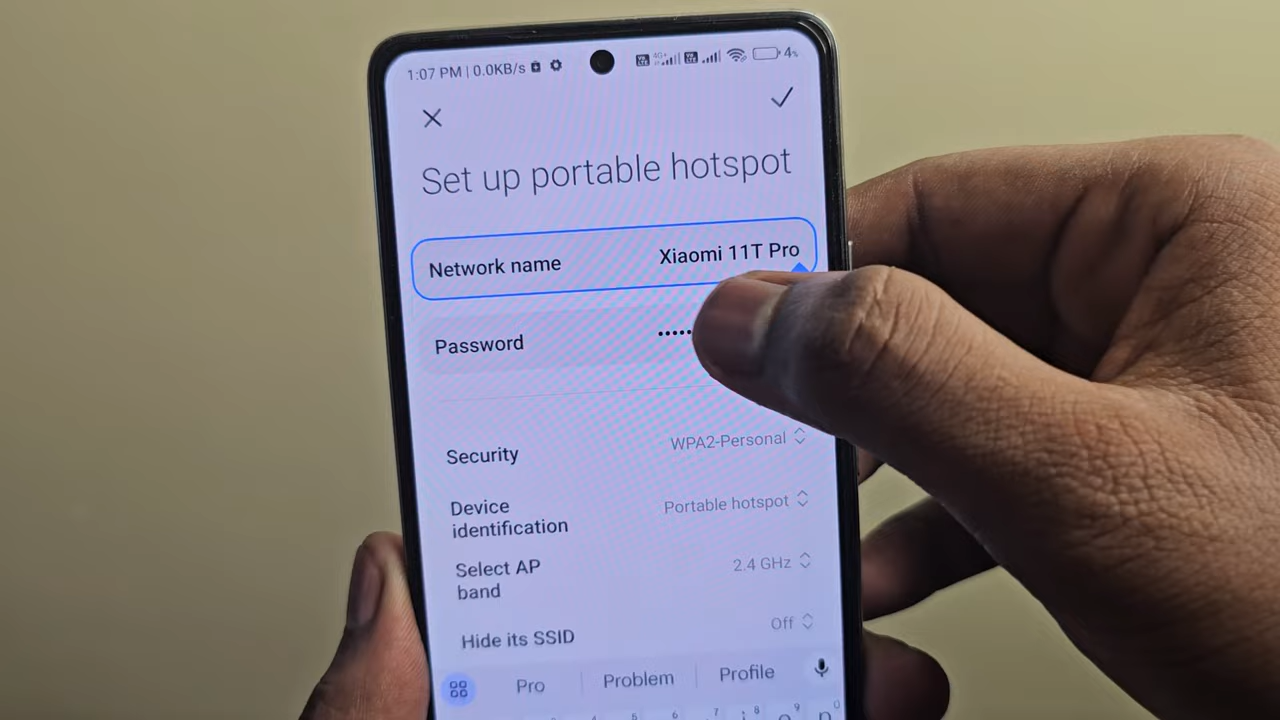 1:07 PM | 0.0KB/s 4%
Set up portable hotspot
Network name Xiaomi 11T Pro
Password •••••
Security WPA2-Personal
Device identification Portable hotspot
Select AP band 2.4 GHz
Hide its SSID Off
Pro Problem Profile